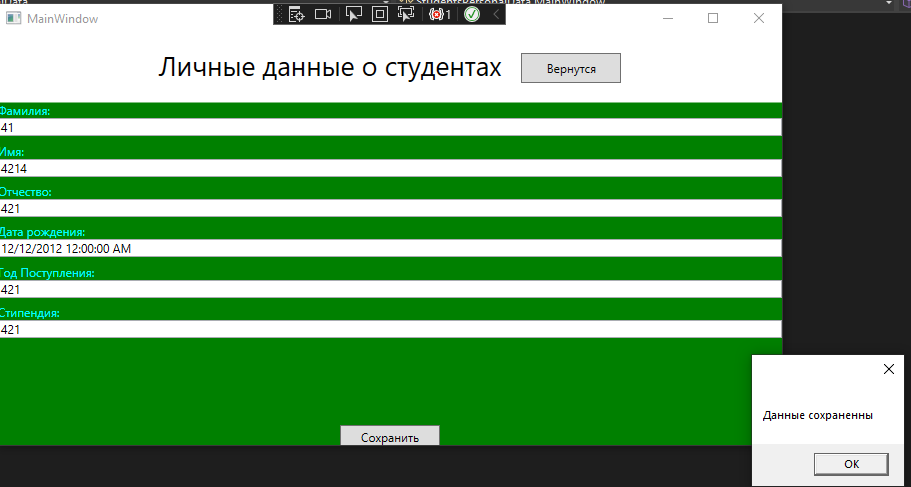 MainWindow
1
Личные данные о студентах
Вернутся
Фамилия:
41
Имя:
4214
Отчество:
421
Дата рождения:
12/12/2012 12:00:00 AM
Год Поступления:
421
Стипендия:
421
Сохранить
Данные сохраненны
OK